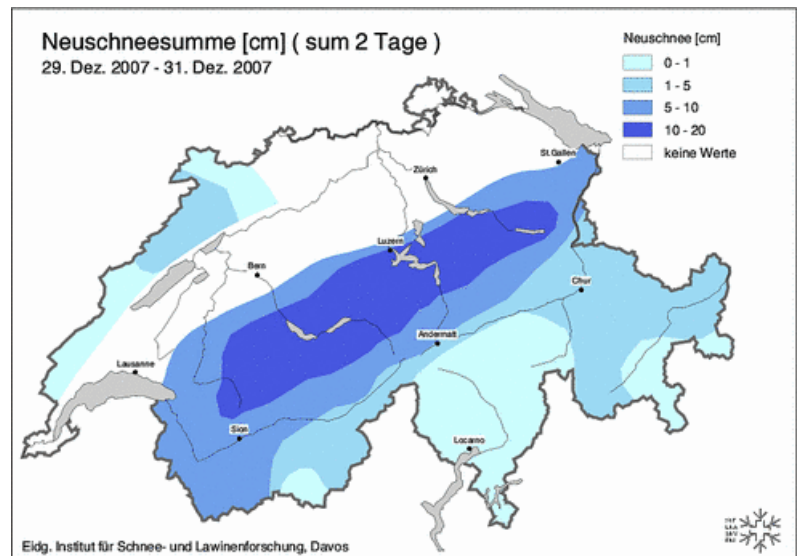 Neuschneesumme [cm] ( sum 2 Tage )
29. Dez. 2007 - 31. Dez. 2007
Neuschnee [cm]
0 - 1
1 - 5
5 - 10
10 - 20
keine Werte
St.Gallen
Zürich
Luzern
Bern
Chur
Andermatt
Lausanne
Sion
Locarno
Eidg. Institut für Schnee- und Lawinenforschung, Davos